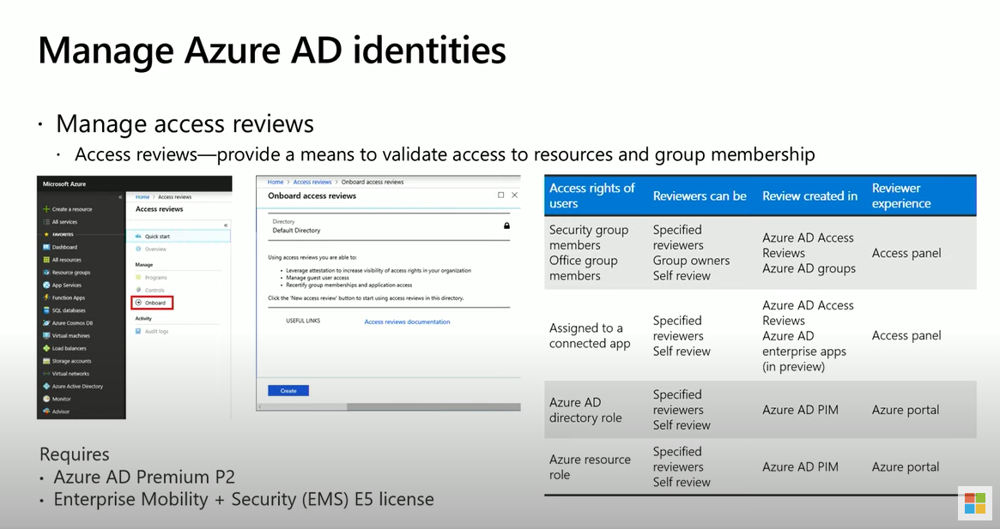 Manage Azure AD identities
• Manage access reviews
• Access reviews—provide a means to validate access to resources and group membership
Microsoft Azure
«
Create a resource
All services
FAVORITES
Dashboard
All resources
Resource groups
App Services
Function Apps
SQL databases
Azure Cosmos DB
Virtual machines
Load balancers
Storage accounts
Virtual networks
Azure Active Directory
Monitor
Advisor
Home > Access reviews
Access reviews
«
Quick start
Overview
Manage
Programs
Controls
Onboard
Activity
Audit logs
Home > Access reviews > Onboard access reviews
Onboard access reviews
Directory
Default Directory
Using access reviews you are able to:
• Leverage attestation to increase visibility of access rights in your organization
• Manage guest user access
• Recertify group memberships and application access
Click the 'New access review' button to start using access reviews in this directory.
USEFUL LINKS
Access reviews documentation
Create
Access rights of
users
Reviewers can be
Review created in
Reviewer
experience
Security group
members
Office group
members
Specified
reviewers
Group owners
Self review
Azure AD Access
Reviews
Azure AD groups
Access panel
Assigned to a
connected app
Specified
reviewers
Self review
Azure AD Access
Reviews
Azure AD
enterprise apps
(in preview)
Access panel
Azure AD
directory role
Specified
reviewers
Self review
Azure AD PIM
Azure portal
Azure resource
role
Specified
reviewers
Self review
Azure AD PIM
Azure portal
Requires
• Azure AD Premium P2
• Enterprise Mobility + Security (EMS) E5 license